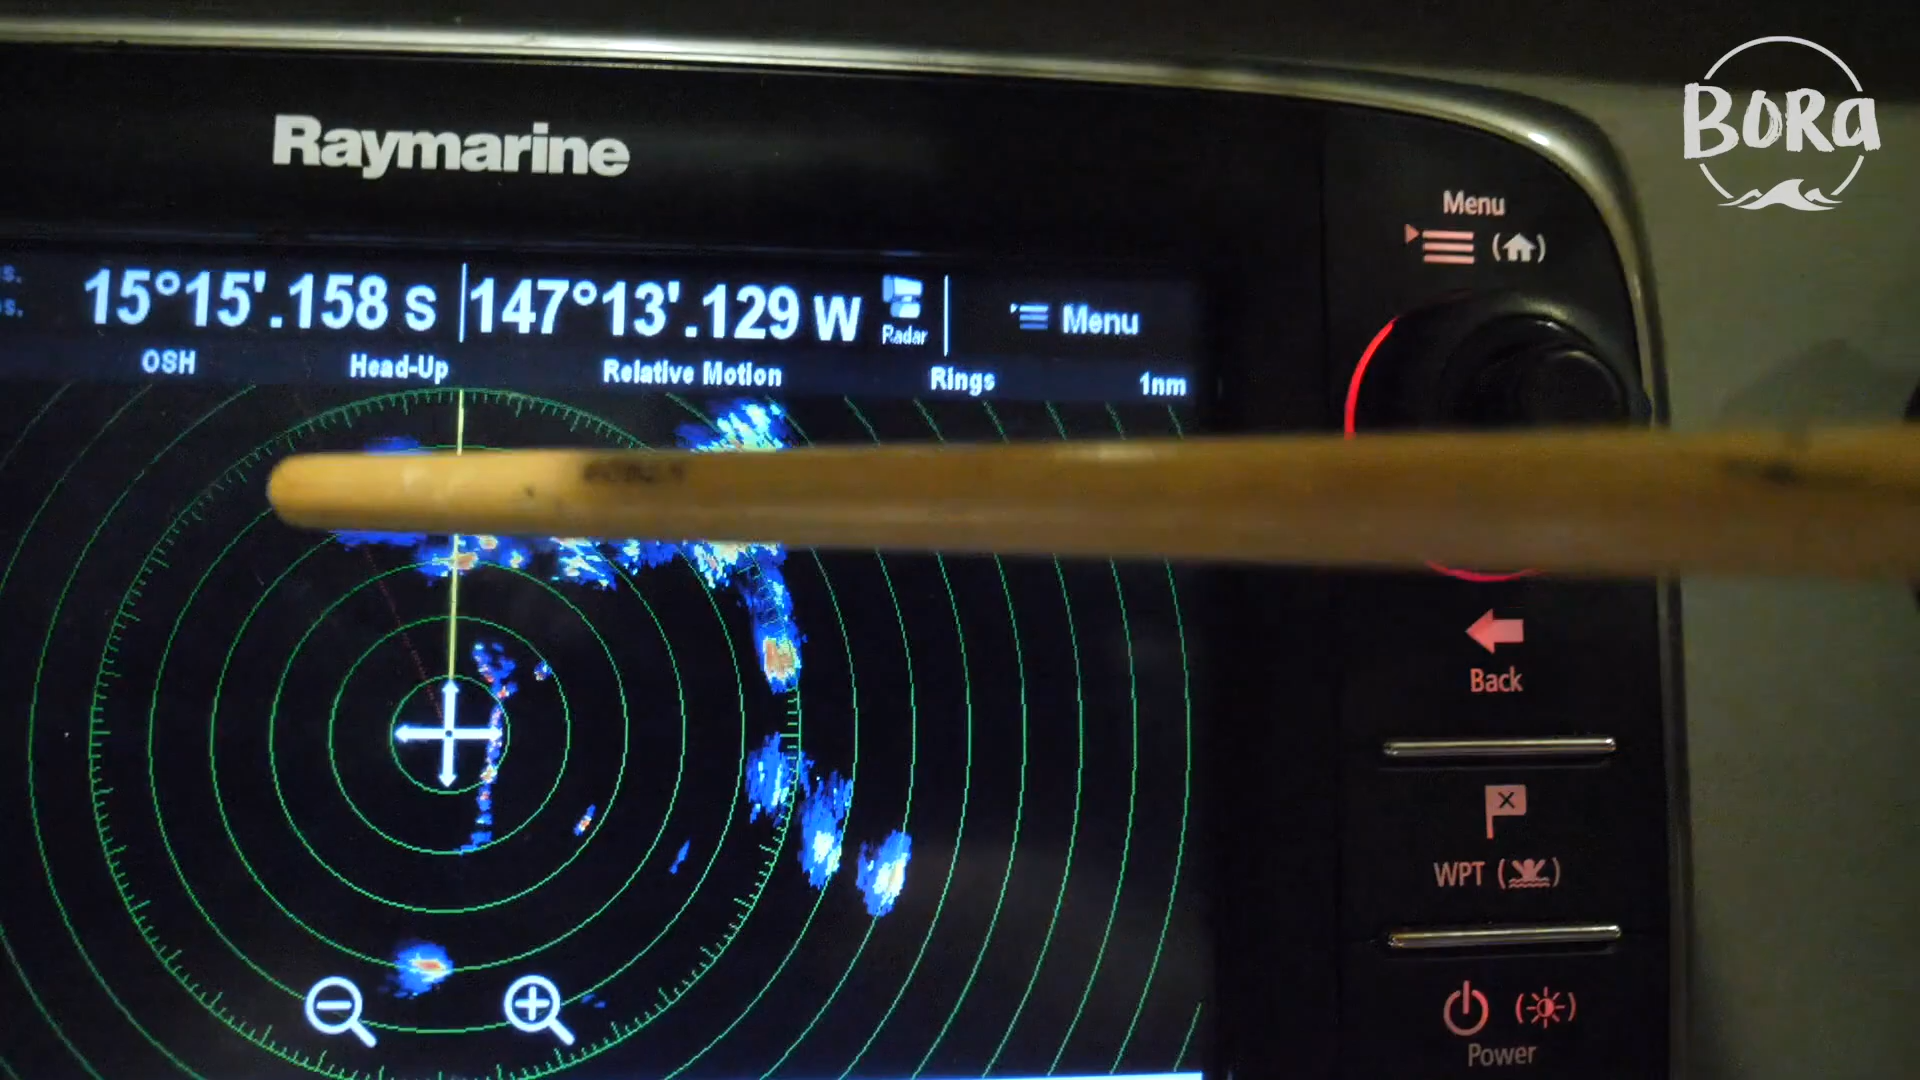 BORa
Raymarine
Menu
s.
s.
15°15'.158 S
147°13'.129 W
Radar
Menu
OSH
Head-Up
Relative Motion
Rings
1nm
Back
WPT
Power